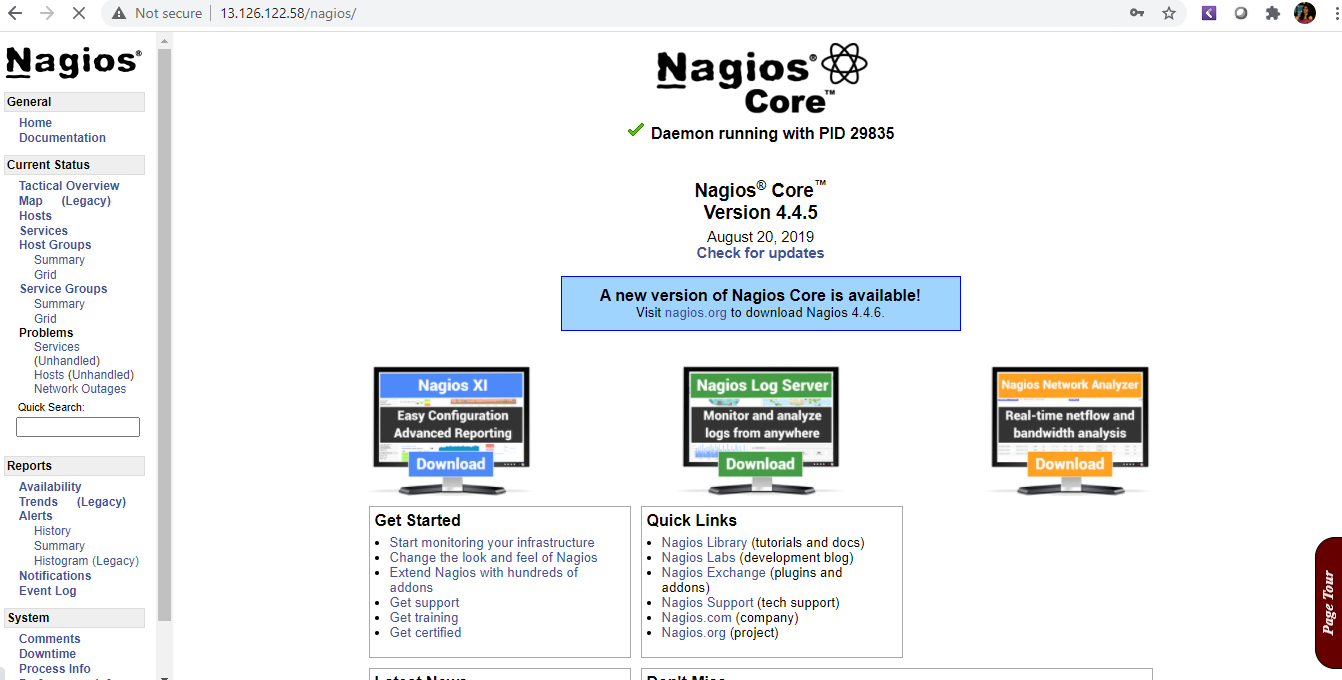 Not secure | 13.126.122.58/nagios/
Nagios®
General
Home
Documentation
Current Status
Tactical Overview
Map (Legacy)
Hosts
Services
Host Groups
Summary
Grid
Service Groups
Summary
Grid
Problems
Services
(Unhandled)
Hosts (Unhandled)
Network Outages
Quick Search:
Reports
Availability
Trends (Legacy)
Alerts
History
Summary
Histogram (Legacy)
Notifications
Event Log
System
Comments
Downtime
Process Info
Nagios®
Core™
Daemon running with PID 29835
Nagios® Core™
Version 4.4.5
August 20, 2019
Check for updates
A new version of Nagios Core is available!
Visit nagios.org to download Nagios 4.4.6.
Nagios XI
Easy Configuration
Advanced Reporting
Download
Nagios Log Server
Monitor and analyze
logs from anywhere
Download
Nagios Network Analyzer
Real-time netflow and
bandwidth analysis
Download
Get Started
Start monitoring your infrastructure
Change the look and feel of Nagios
Extend Nagios with hundreds of
addons
Get support
Get training
Get certified
Quick Links
Nagios Library (tutorials and docs)
Nagios Labs (development blog)
Nagios Exchange (plugins and
addons)
Nagios Support (tech support)
Nagios.com (company)
Nagios.org (project)
Latest News
Don't Miss
Page Tour